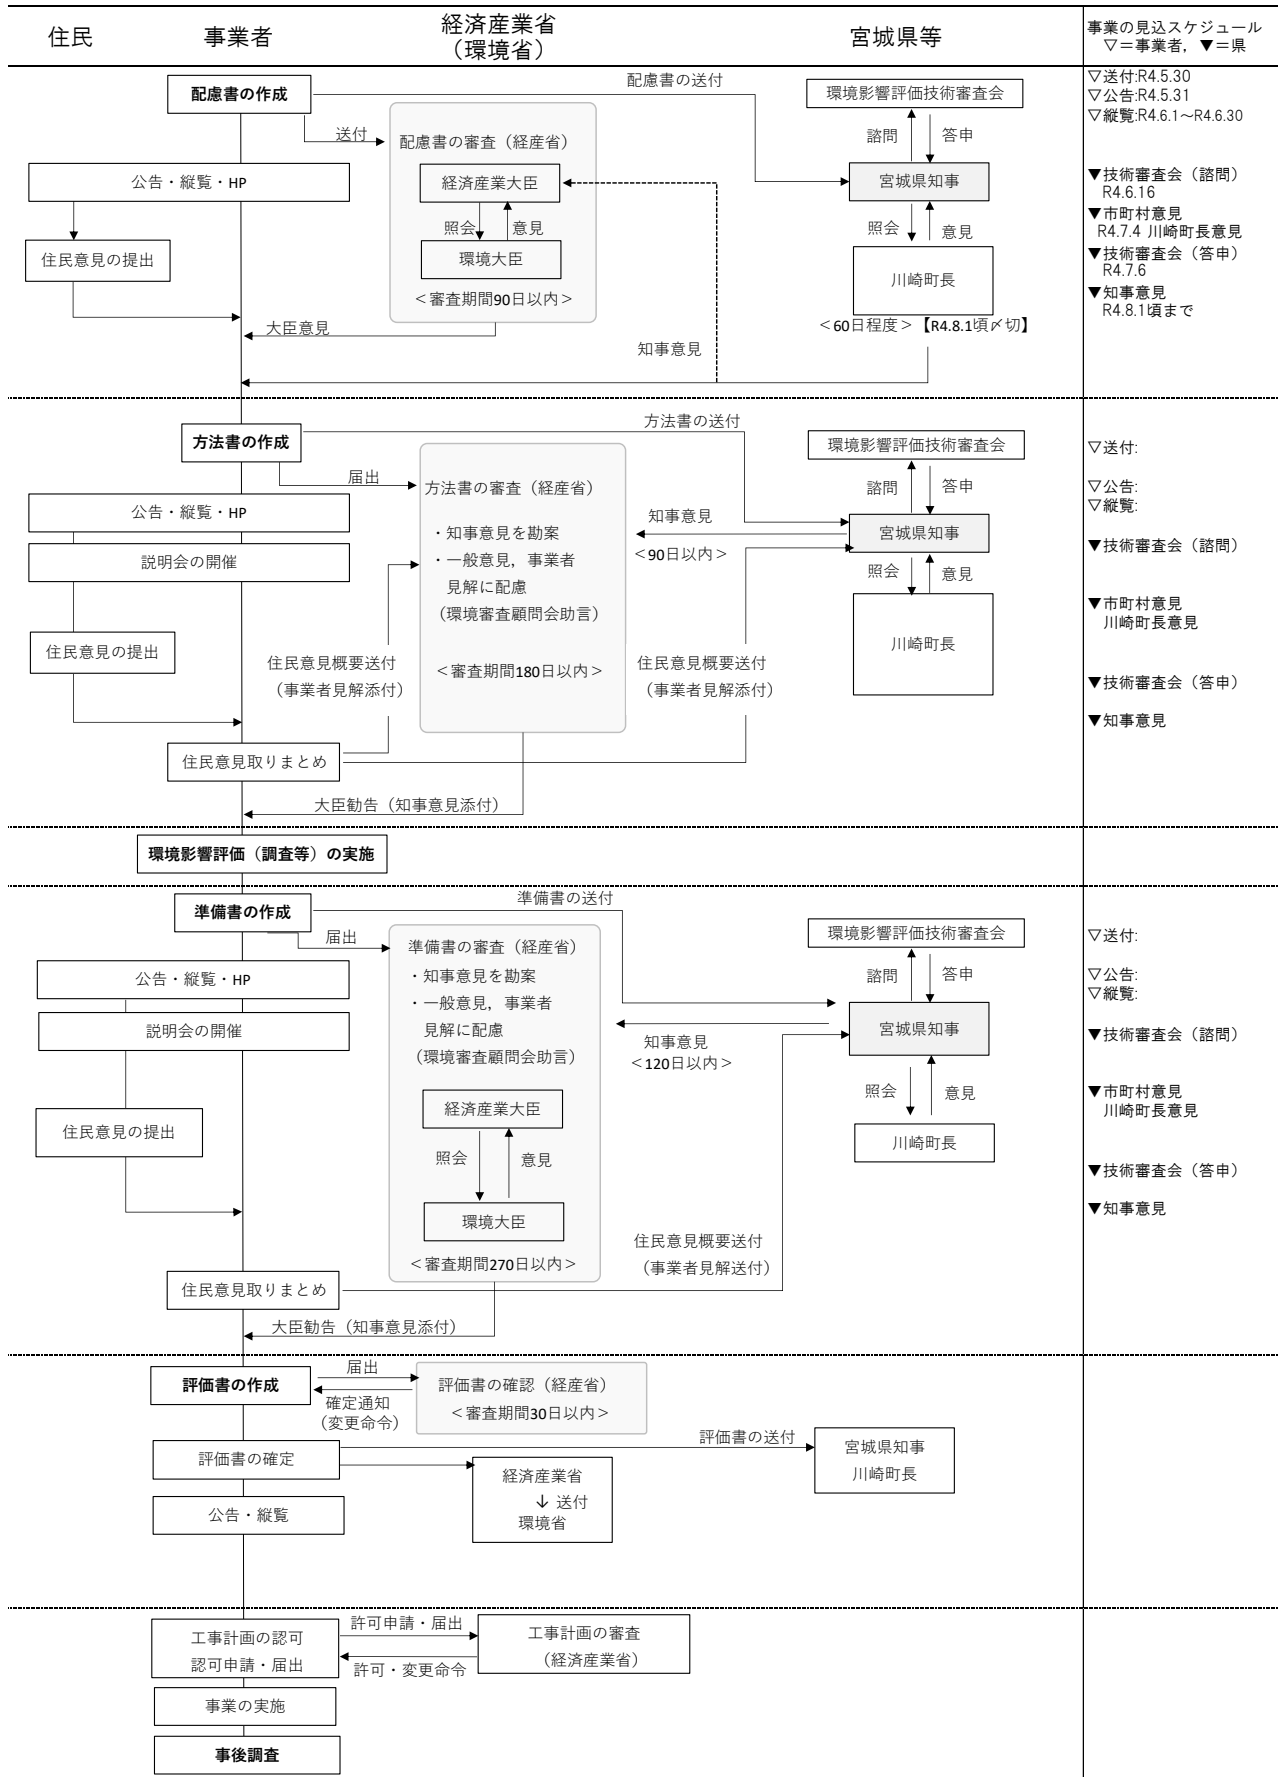 住民
事業者
経済産業省
（環境省）
宮城県等
事業の見込スケジュール
▽＝事業者，▼＝県
配慮書の作成
配慮書の送付
送付
配慮書の審査（経産省）
経済産業大臣
照会
意見
環境大臣
＜審査期間90日以内＞
環境影響評価技術審査会
諮問
答申
宮城県知事
照会
意見
川崎町長
＜60日程度＞【R4.8.1頃〆切】
公告・縦覧・HP
住民意見の提出
大臣意見
知事意見
▽送付:R4.5.30
▽公告:R4.5.31
▽縦覧:R4.6.1～R4.6.30
▼技術審査会（諮問）
R4.6.16
▼市町村意見
R4.7.4 川崎町長意見
▼技術審査会（答申）
R4.7.6
▼知事意見
R4.8.1頃まで
方法書の作成
方法書の送付
届出
方法書の審査（経産省）
・知事意見を勘案
・一般意見，事業者
見解に配慮
（環境審査顧問会助言）
＜審査期間180日以内＞
知事意見
＜90日以内＞
環境影響評価技術審査会
諮問
答申
宮城県知事
照会
意見
川崎町長
公告・縦覧・HP
説明会の開催
住民意見の提出
住民意見概要送付
（事業者見解添付）
住民意見概要送付
（事業者見解添付）
住民意見取りまとめ
大臣勧告（知事意見添付）
▽送付:
▽公告:
▽縦覧:
▼技術審査会（諮問）
▼市町村意見
川崎町長意見
▼技術審査会（答申）
▼知事意見
環境影響評価（調査等）の実施
準備書の作成
準備書の送付
届出
準備書の審査（経産省）
・知事意見を勘案
・一般意見，事業者
見解に配慮
（環境審査顧問会助言）
経済産業大臣
照会
意見
環境大臣
＜審査期間270日以内＞
知事意見
＜120日以内＞
環境影響評価技術審査会
諮問
答申
宮城県知事
照会
意見
川崎町長
公告・縦覧・HP
説明会の開催
住民意見の提出
住民意見概要送付
（事業者見解送付）
住民意見取りまとめ
大臣勧告（知事意見添付）
▽送付:
▽公告:
▽縦覧:
▼技術審査会（諮問）
▼市町村意見
川崎町長意見
▼技術審査会（答申）
▼知事意見
評価書の作成
届出
確定通知
（変更命令）
評価書の確認（経産省）
＜審査期間30日以内＞
評価書の確定
評価書の送付
宮城県知事
川崎町長
経済産業省
↓ 送付
環境省
公告・縦覧
工事計画の認可
認可申請・届出
許可申請・届出
許可・変更命令
工事計画の審査
（経済産業省）
事業の実施
事後調査